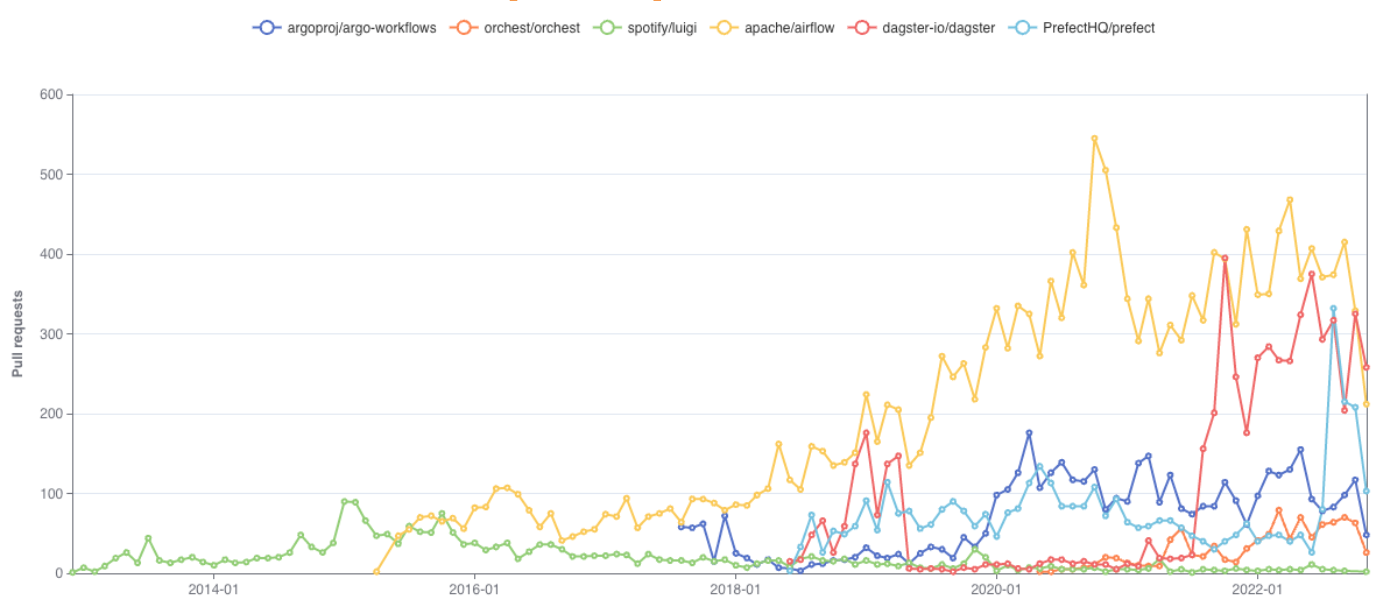 argoproj/argo-workflows orchest/orchest spotify/luigi apache/airflow dagster-io/dagster PrefectHQ/prefect
600
500
400
300
200
100
0
Pull requests
2014-01 2016-01 2018-01 2020-01 2022-01